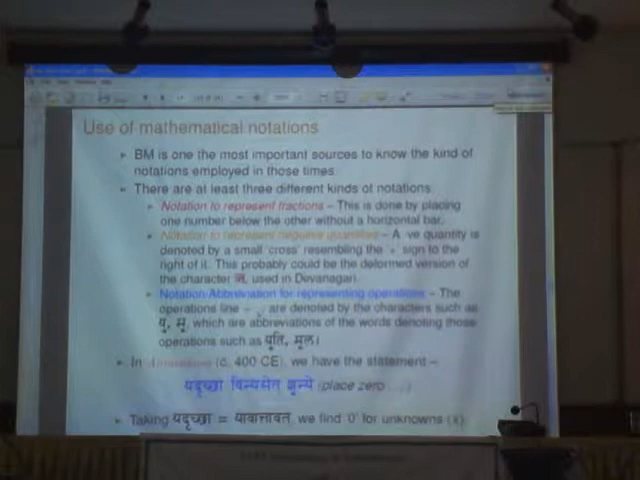 Use of mathematical notations
BM is one the most important sources to know the kind of
notations employed in those times.
There are at least three different kinds of notations.
Notation to represent fractions – This is done by placing
one number below the other without a horizontal bar.
Notation to represent negative quantities – A -ve quantity is
denoted by a small 'cross' resembling the '+' sign to the
right of it. This probably could be the deformed version of
the character used in Devanagari.
Notation/Abbreviation for representing operations – The
operations like are denoted by the characters such as
यु, मू, which are abbreviations of the words denoting those
operations such as युति, मूल।
In (c. 400 CE), we have the statement –
यदृच्छा विन्यसेत् शून्ये (place zero ...)
Taking यदृच्छा = यावत्तावत्, we find '0' for unknowns (x)